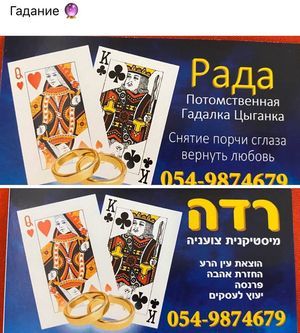 Гадание 🔮
Рада
Потомственная
Гадалка Цыганка
Снятие порчи сглаза
вернуть любовь
054-9874679
רדה
מיסטיקנית צועניה
הוצאת עין הרע
החזרת אהבה
פרנסה
יעוץ לעסקים
054-9874679